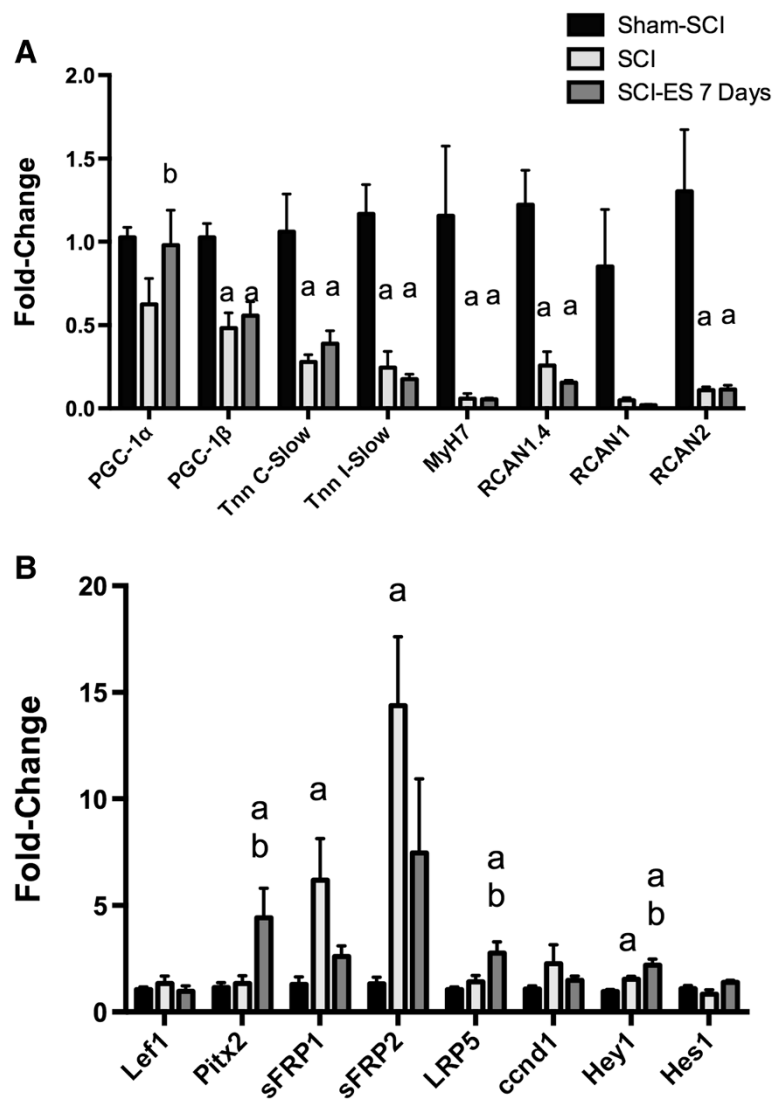 Sham-SCI
SCI
SCI-ES 7 Days
A
2.0
1.5
1.0
0.5
0.0
Fold-Change
b
a a
a a
a a
a a
a a
a a
PGC-1α
PGC-1β
Tnn C-Slow
Tnn I-Slow
MyH7
RCAN1.4
RCAN1
RCAN2
B
20
15
10
5
0
Fold-Change
a
b
a
a
a
b
a
a
b
Lef1
Pitx2
sFRP1
sFRP2
LRP5
ccnd1
Hey1
Hes1